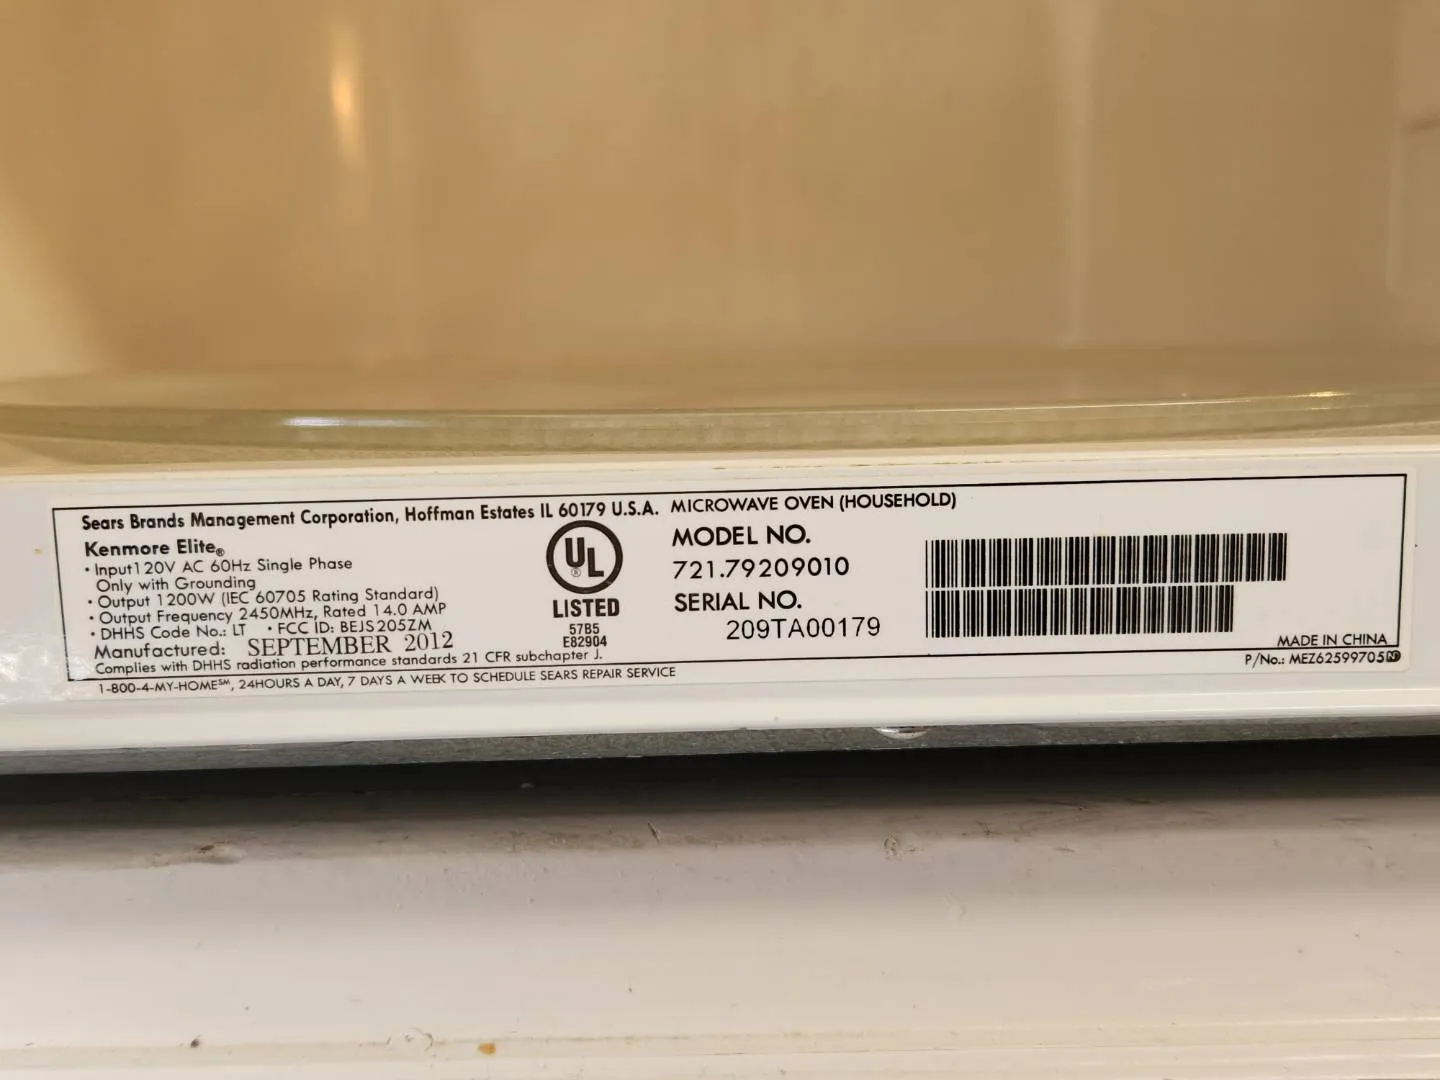 Sears Brands Management Corporation, Hoffman Estates IL 60179 U.S.A. MICROWAVE OVEN (HOUSEHOLD)
Kenmore Elite®
• Input120V AC 60Hz Single Phase
Only with Grounding
• Output 1200W (IEC 60705 Rating Standard)
• Output Frequency 2450MHz, Rated 14.0 AMP
• DHHS Code No.: LT • FCC ID: BEJS205ZM
Manufactured: SEPTEMBER 2012
Complies with DHHS radiation performance standards 21 CFR subchapter J.
1-800-4-MY-HOME℠, 24HOURS A DAY, 7 DAYS A WEEK TO SCHEDULE SEARS REPAIR SERVICE
UL®
LISTED
57B5
E82904
MODEL NO.
721.79209010
SERIAL NO.
209TA00179
MADE IN CHINA
P/No.: MEZ62599705